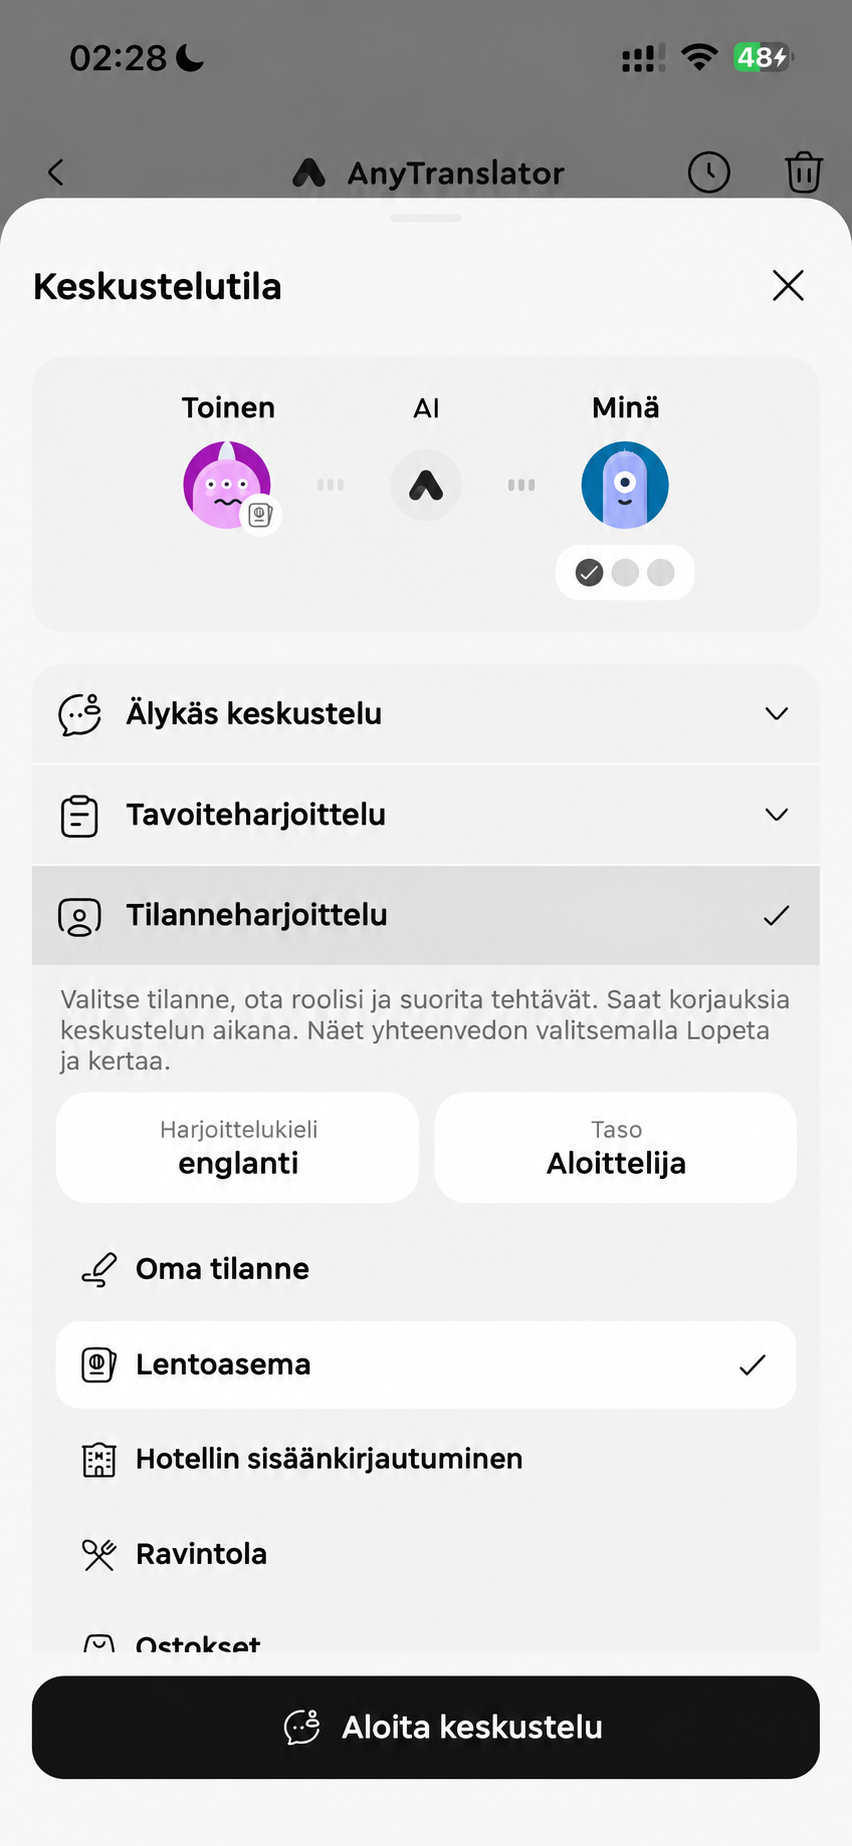 02:28
48
AnyTranslator
Keskustelutila
Toinen
AI
Minä
Älykäs keskustelu
Tavoiteharjoittelu
Tilanneharjoittelu
Valitse tilanne, ota roolisi ja suorita tehtävät. Saat korjauksia
keskustelun aikana. Näet yhteenvedon valitsemalla Lopeta
ja kertaa.
Harjoittelukieli
englanti
Taso
Aloittelija
Oma tilanne
Lentoasema
Hotellin sisäänkirjautuminen
Ravintola
Ostokset
Aloita keskustelu